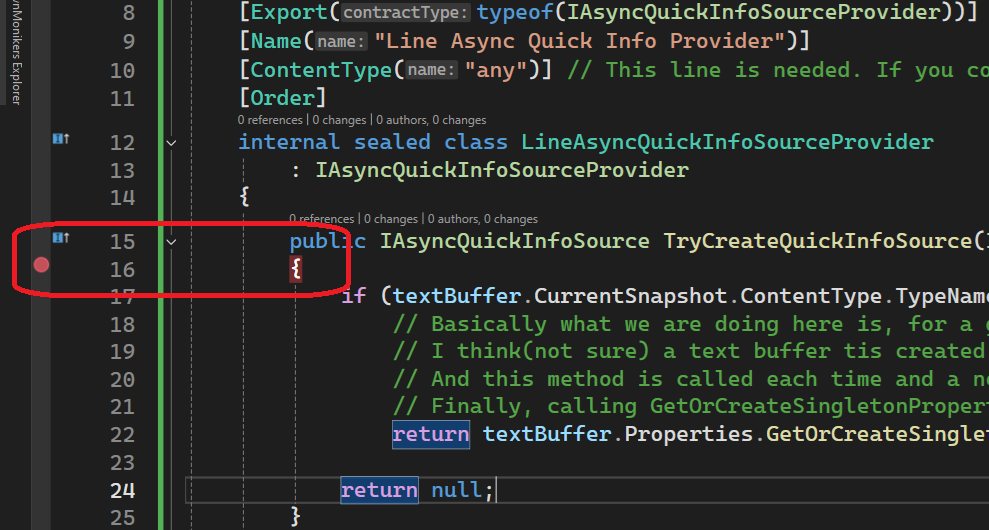 wnMonikers Explorer
8 [Export(contractType: typeof(IAsyncQuickInfoSourceProvider))]
9 [Name(name: "Line Async Quick Info Provider")]
10 [ContentType(name: "any")] // This line is needed. If you co
11 [Order]
0 references | 0 changes | 0 authors, 0 changes
12 internal sealed class LineAsyncQuickInfoSourceProvider
13 : IAsyncQuickInfoSourceProvider
14 {
0 references | 0 changes | 0 authors, 0 changes
15 public IAsyncQuickInfoSource TryCreateQuickInfoSource(I
16 {
17 if (textBuffer.CurrentSnapshot.ContentType.TypeName
18 // Basically what we are doing here is, for a g
19 // I think(not sure) a text buffer tis created
20 // And this method is called each time and a ne
21 // Finally, calling GetOrCreateSingletonPropert
22 return textBuffer.Properties.GetOrCreateSinglet
23
24 return null;
25 }